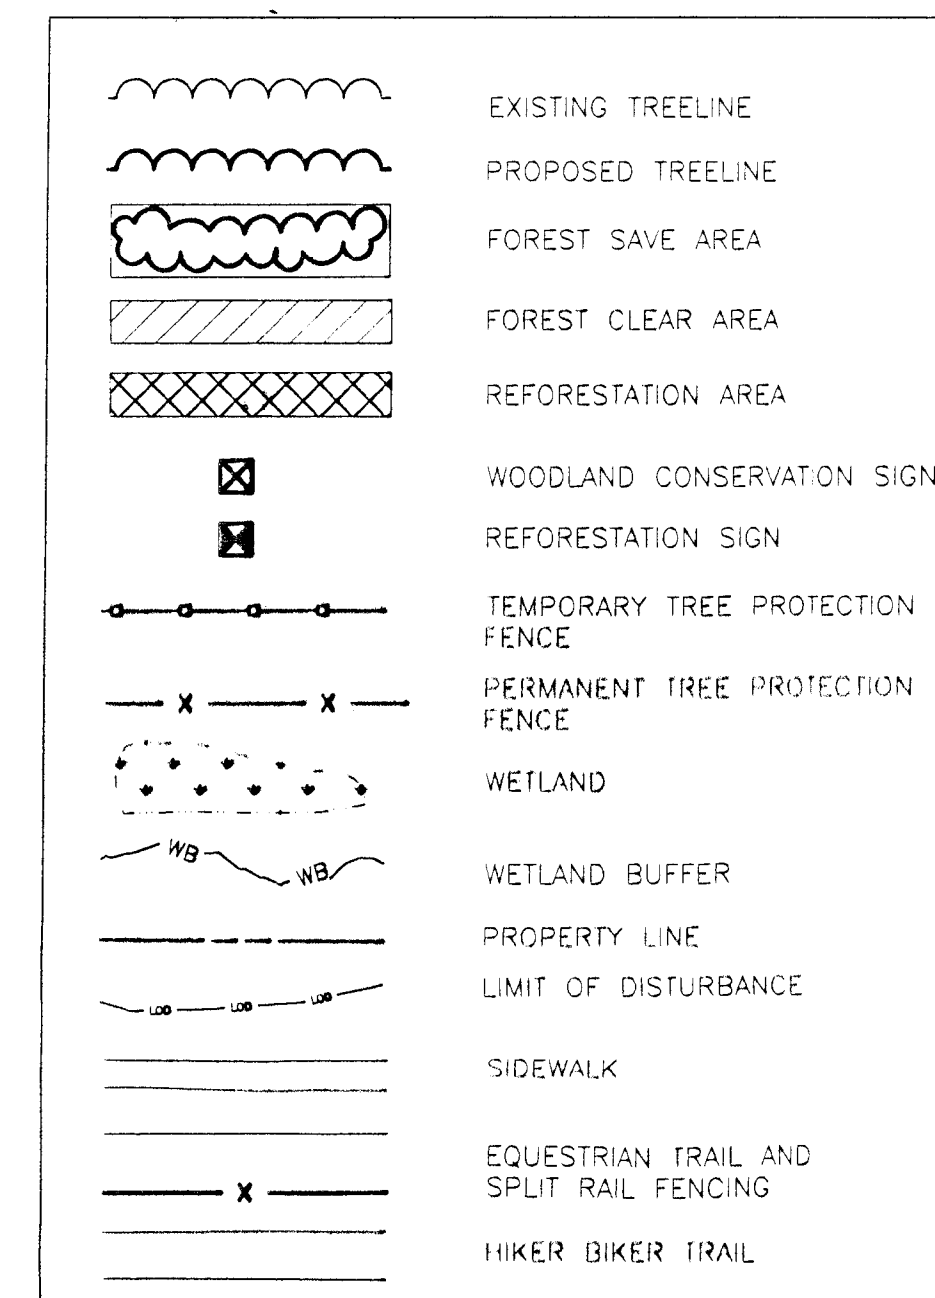 EXISTING TREELINE
PROPOSED TREELINE
FOREST SAVE AREA
FOREST CLEAR AREA
REFORESTATION AREA
WOODLAND CONSERVATION SIGN
REFORESTATION SIGN
TEMPORARY TREE PROTECTION
FENCE
PERMANENT TREE PROTECTION
FENCE
WETLAND
WB WB WETLAND BUFFER
PROPERTY LINE
LOD LOD LOD LIMIT OF DISTURBANCE
SIDEWALK
EQUESTRIAN TRAIL AND
SPLIT RAIL FENCING
HIKER BIKER TRAIL